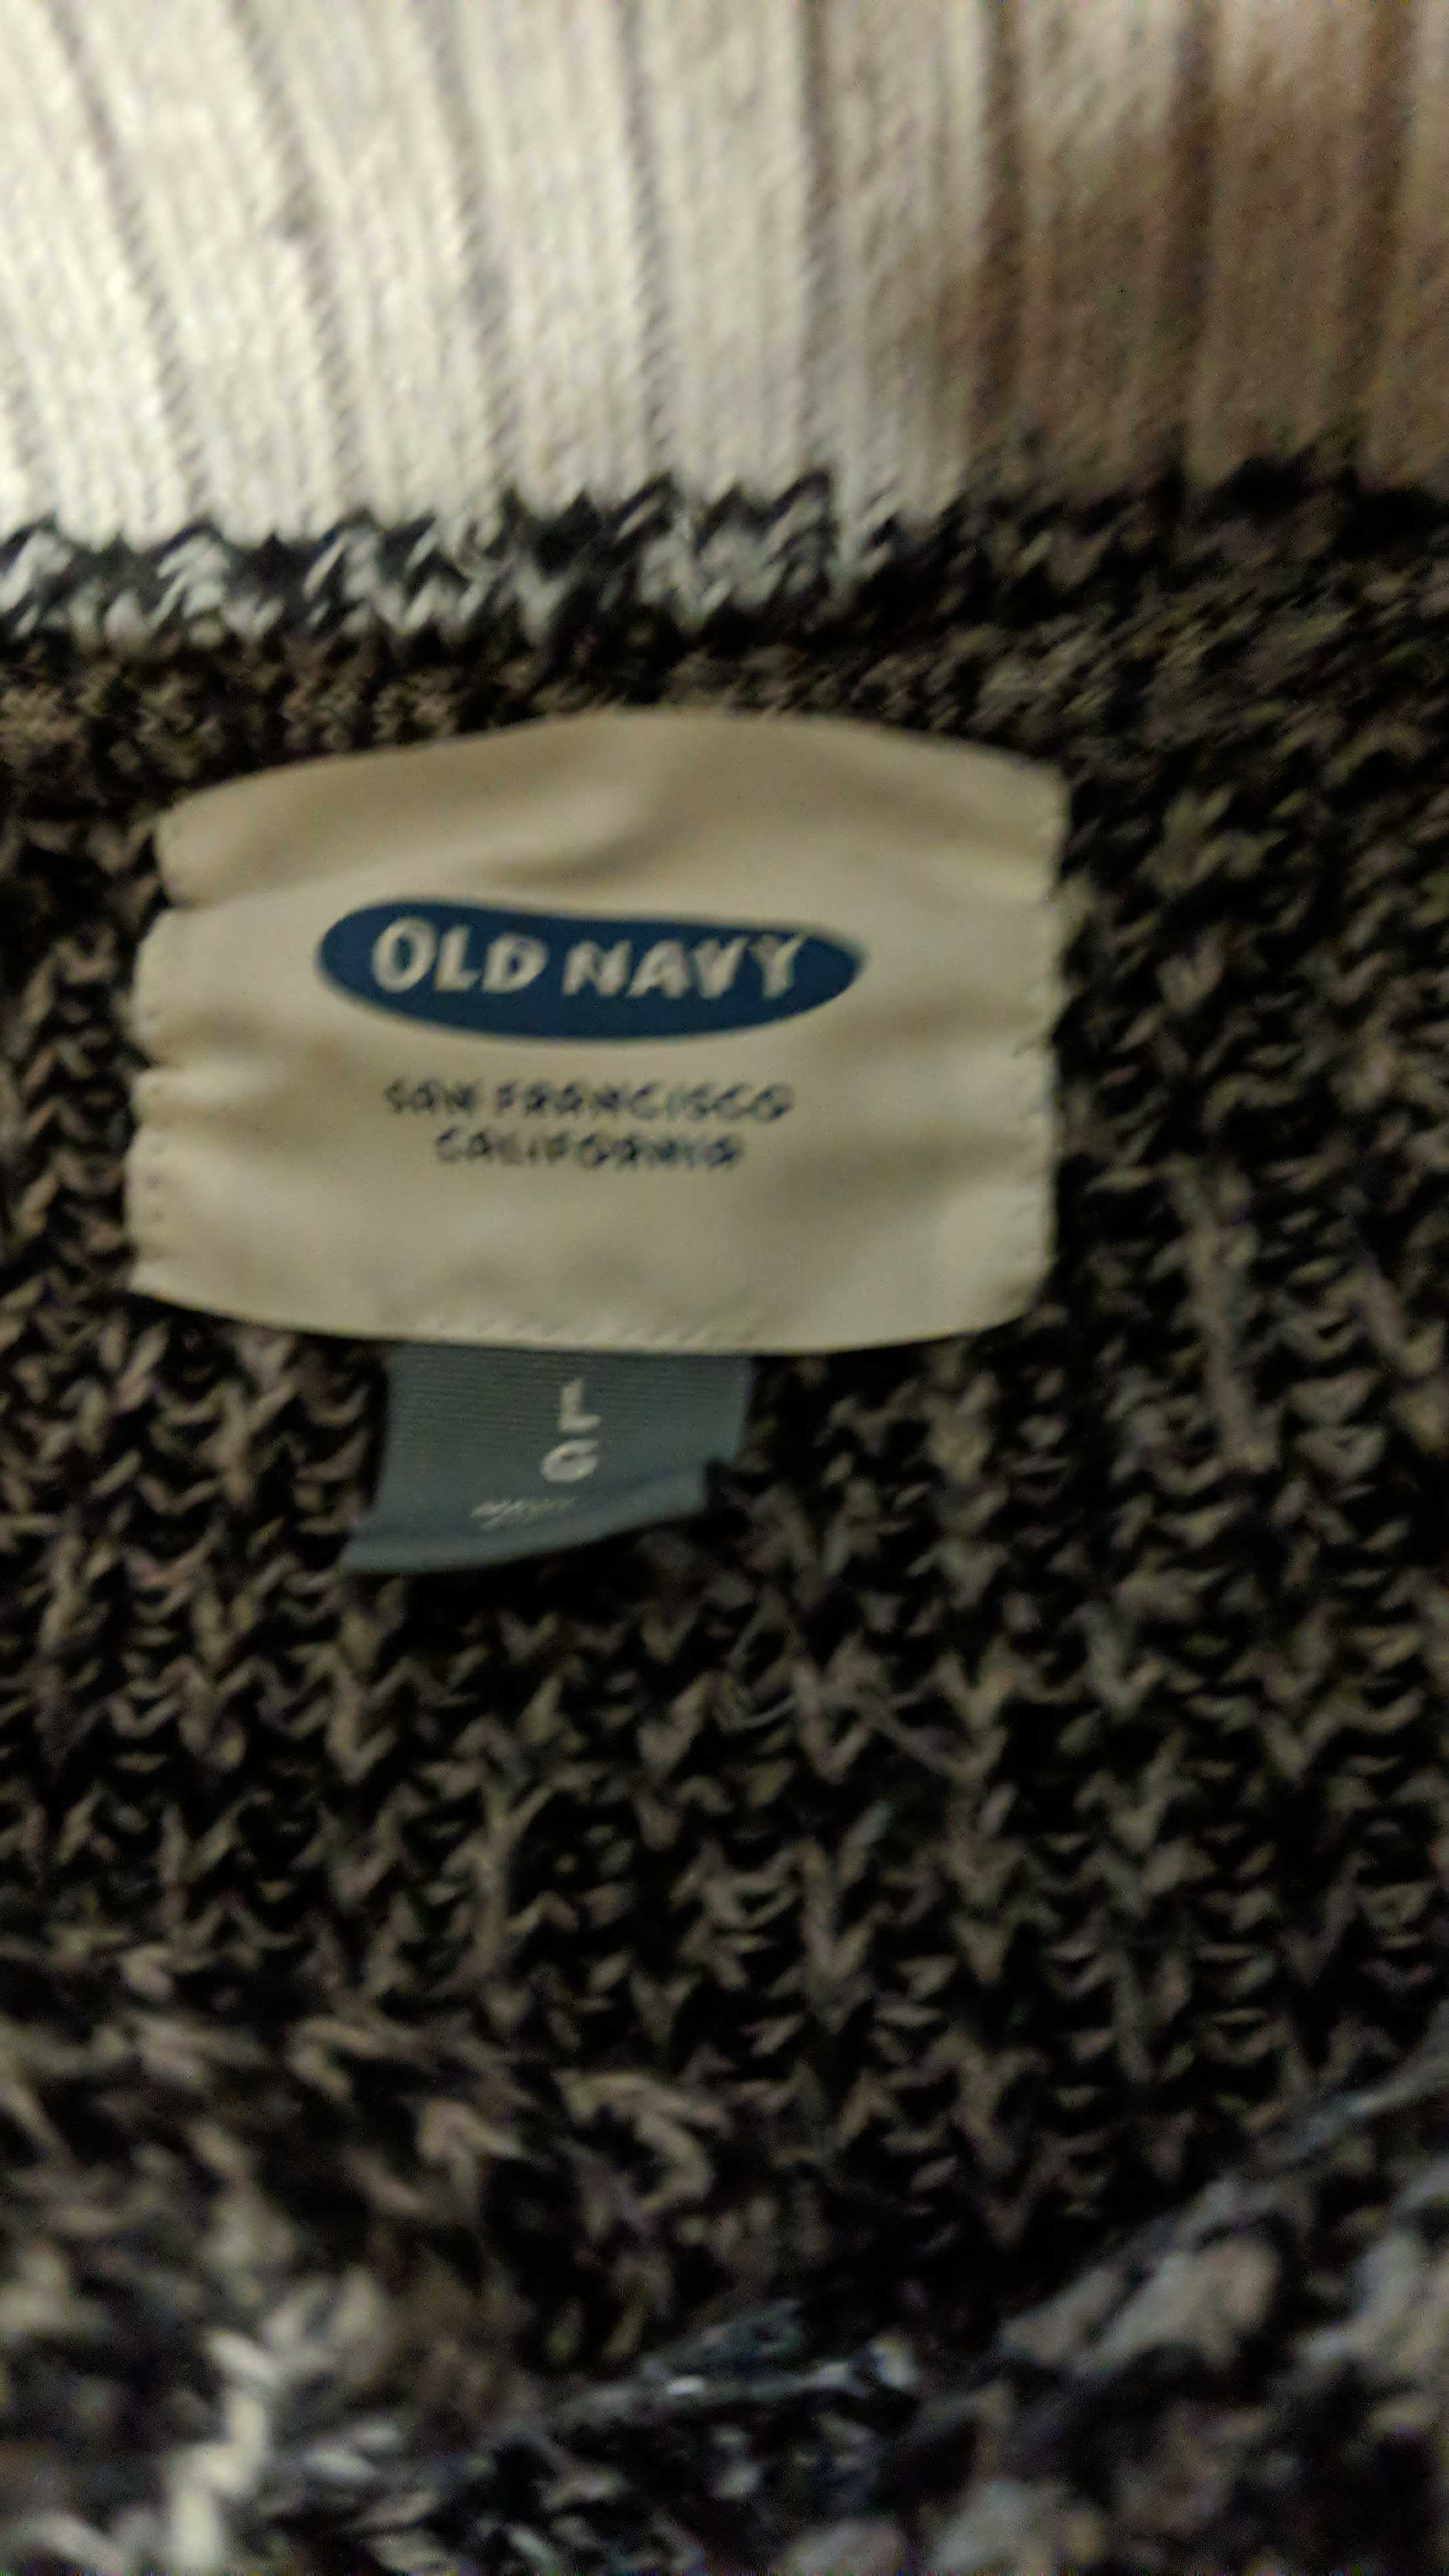 OLD NAVY
SAN FRANCISCO
CALIFORNIA
L
G